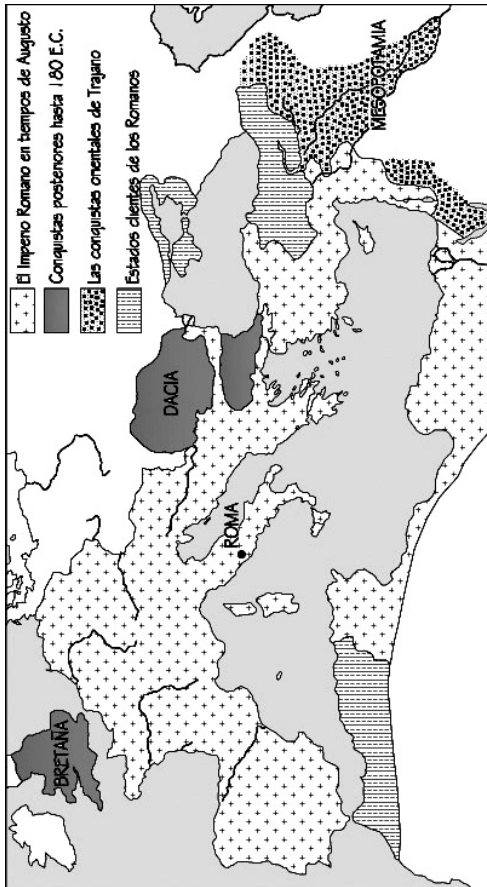 El Imperio Romano en tiempos de Augusto
Conquistas posteriores hasta 180 E.C.
Las conquistas orientales de Trajano
Estados clientes de los Romanos
BRETAÑA
DACIA
ROMA
MESOPOTAMIA